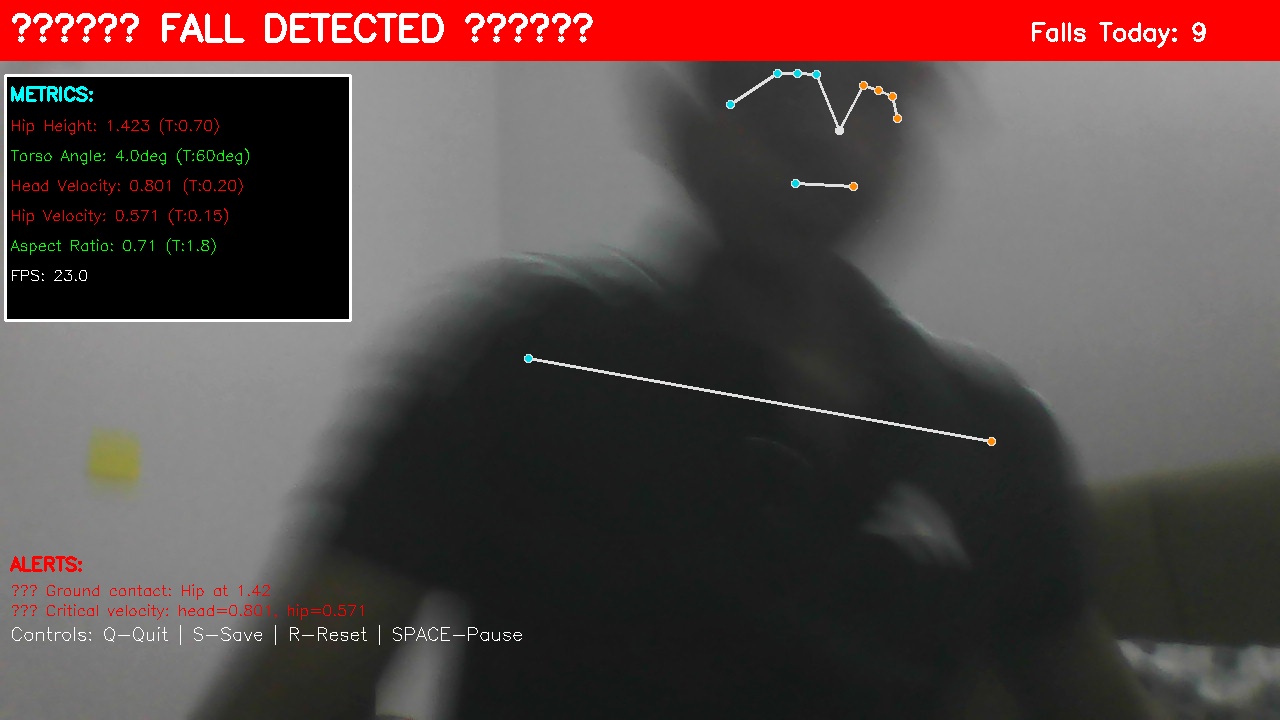 ?????? FALL DETECTED ??????
Falls Today: 9
METRICS:
Hip Height: 1.423 (T:0.70)
Torso Angle: 4.0deg (T:60deg)
Head Velocity: 0.801 (T:0.20)
Hip Velocity: 0.571 (T:0.15)
Aspect Ratio: 0.71 (T:1.8)
FPS: 23.0
ALERTS:
??? Ground contact: Hip at 1.42
??? Critical velocity: head=0.801, hip=0.571
Controls: Q-Quit | S-Save | R-Reset | SPACE-Pause